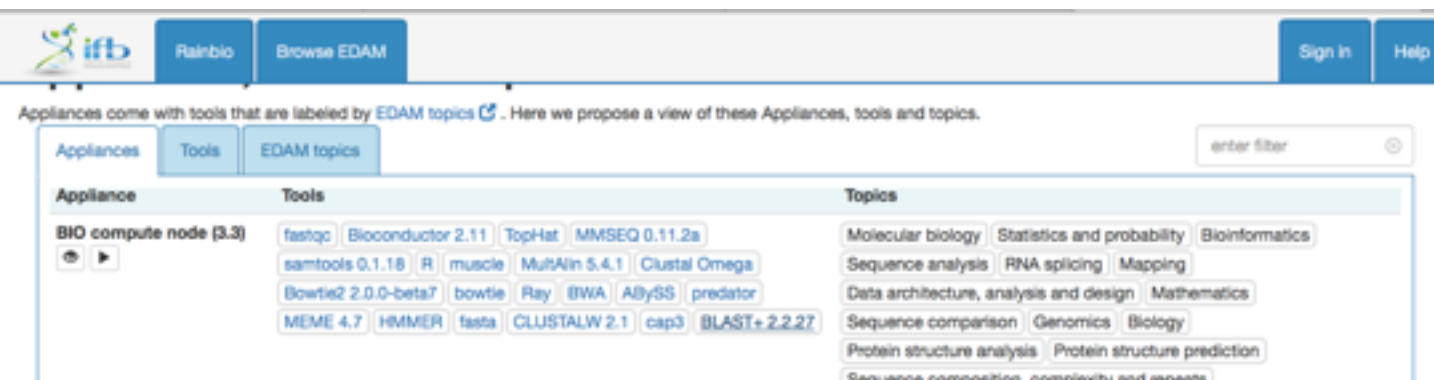 ifb Rainbio Browse EDAM Sign in Help
Appliances come with tools that are labeled by EDAM topics . Here we propose a view of these Appliances, tools and topics.
Appliances Tools EDAM topics enter filter
Appliance Tools Topics
BIO compute node (3.3) fastqc Bioconductor 2.11 TopHat MMSEQ 0.11.2a Molecular biology Statistics and probability Bioinformatics
samtools 0.1.18 R muscle MultAlin 5.4.1 Clustal Omega Sequence analysis RNA splicing Mapping
Bowtie2 2.0.0-beta7 bowtie Ray BWA ABySS predator Data architecture, analysis and design Mathematics
MEME 4.7 HMMER fasta CLUSTALW 2.1 cap3 BLAST+ 2.2.27 Sequence comparison Genomics Biology
Protein structure analysis Protein structure prediction
Sequence composition, complexity and repeats